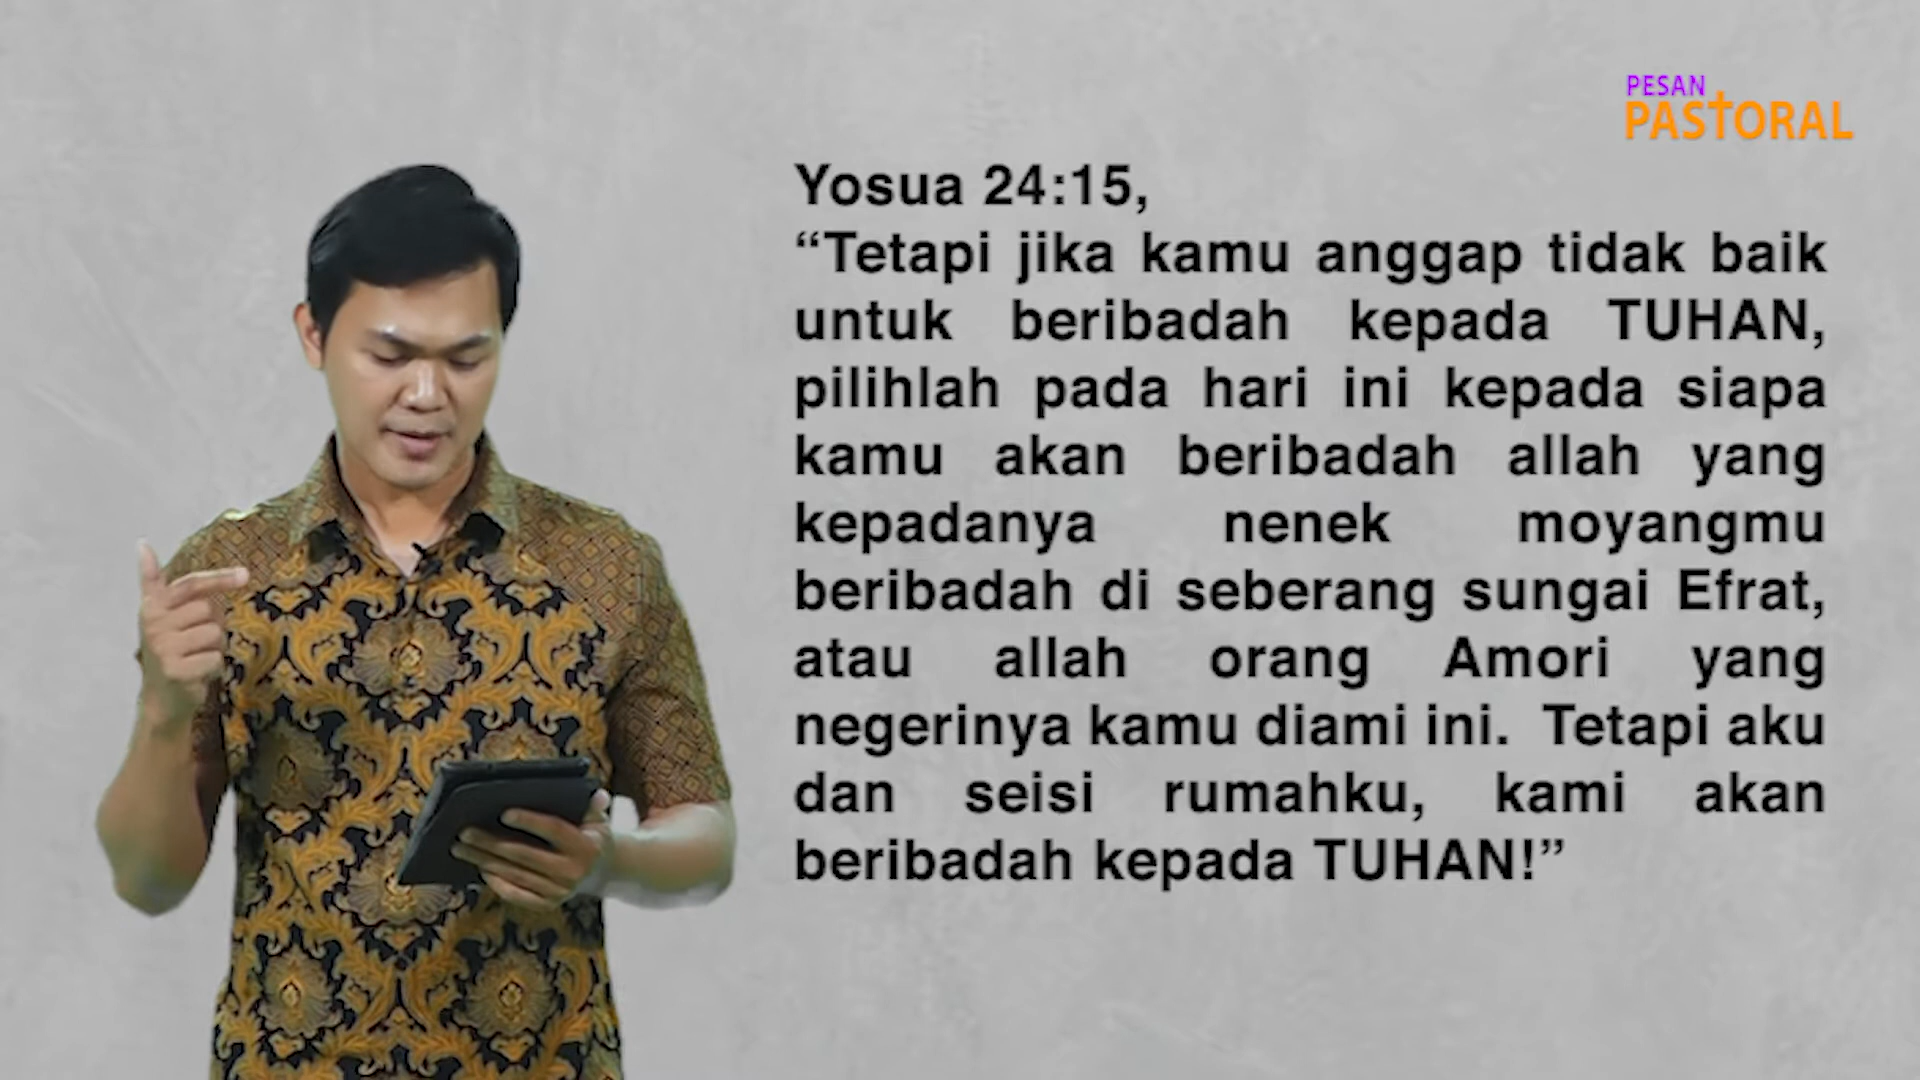 PESAN
PASTORAL
Yosua 24:15,
“Tetapi jika kamu anggap tidak baik
untuk beribadah kepada TUHAN,
pilihlah pada hari ini kepada siapa
kamu akan beribadah allah yang
kepadanya nenek moyangmu
beribadah di seberang sungai Efrat,
atau allah orang Amori yang
negerinya kamu diami ini. Tetapi aku
dan seisi rumahku, kami akan
beribadah kepada TUHAN!”